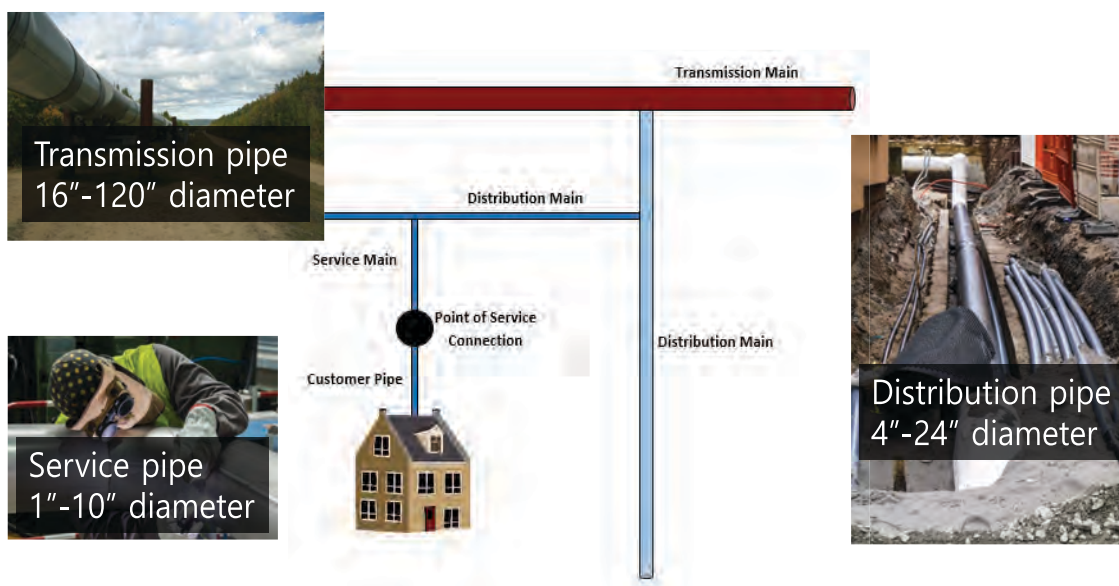 Transmission pipe
16″-120″ diameter
Transmission Main
Distribution Main
Service Main
Point of Service
Connection
Distribution Main
Customer Pipe
Distribution pipe
4″-24″ diameter
Service pipe
1″-10″ diameter